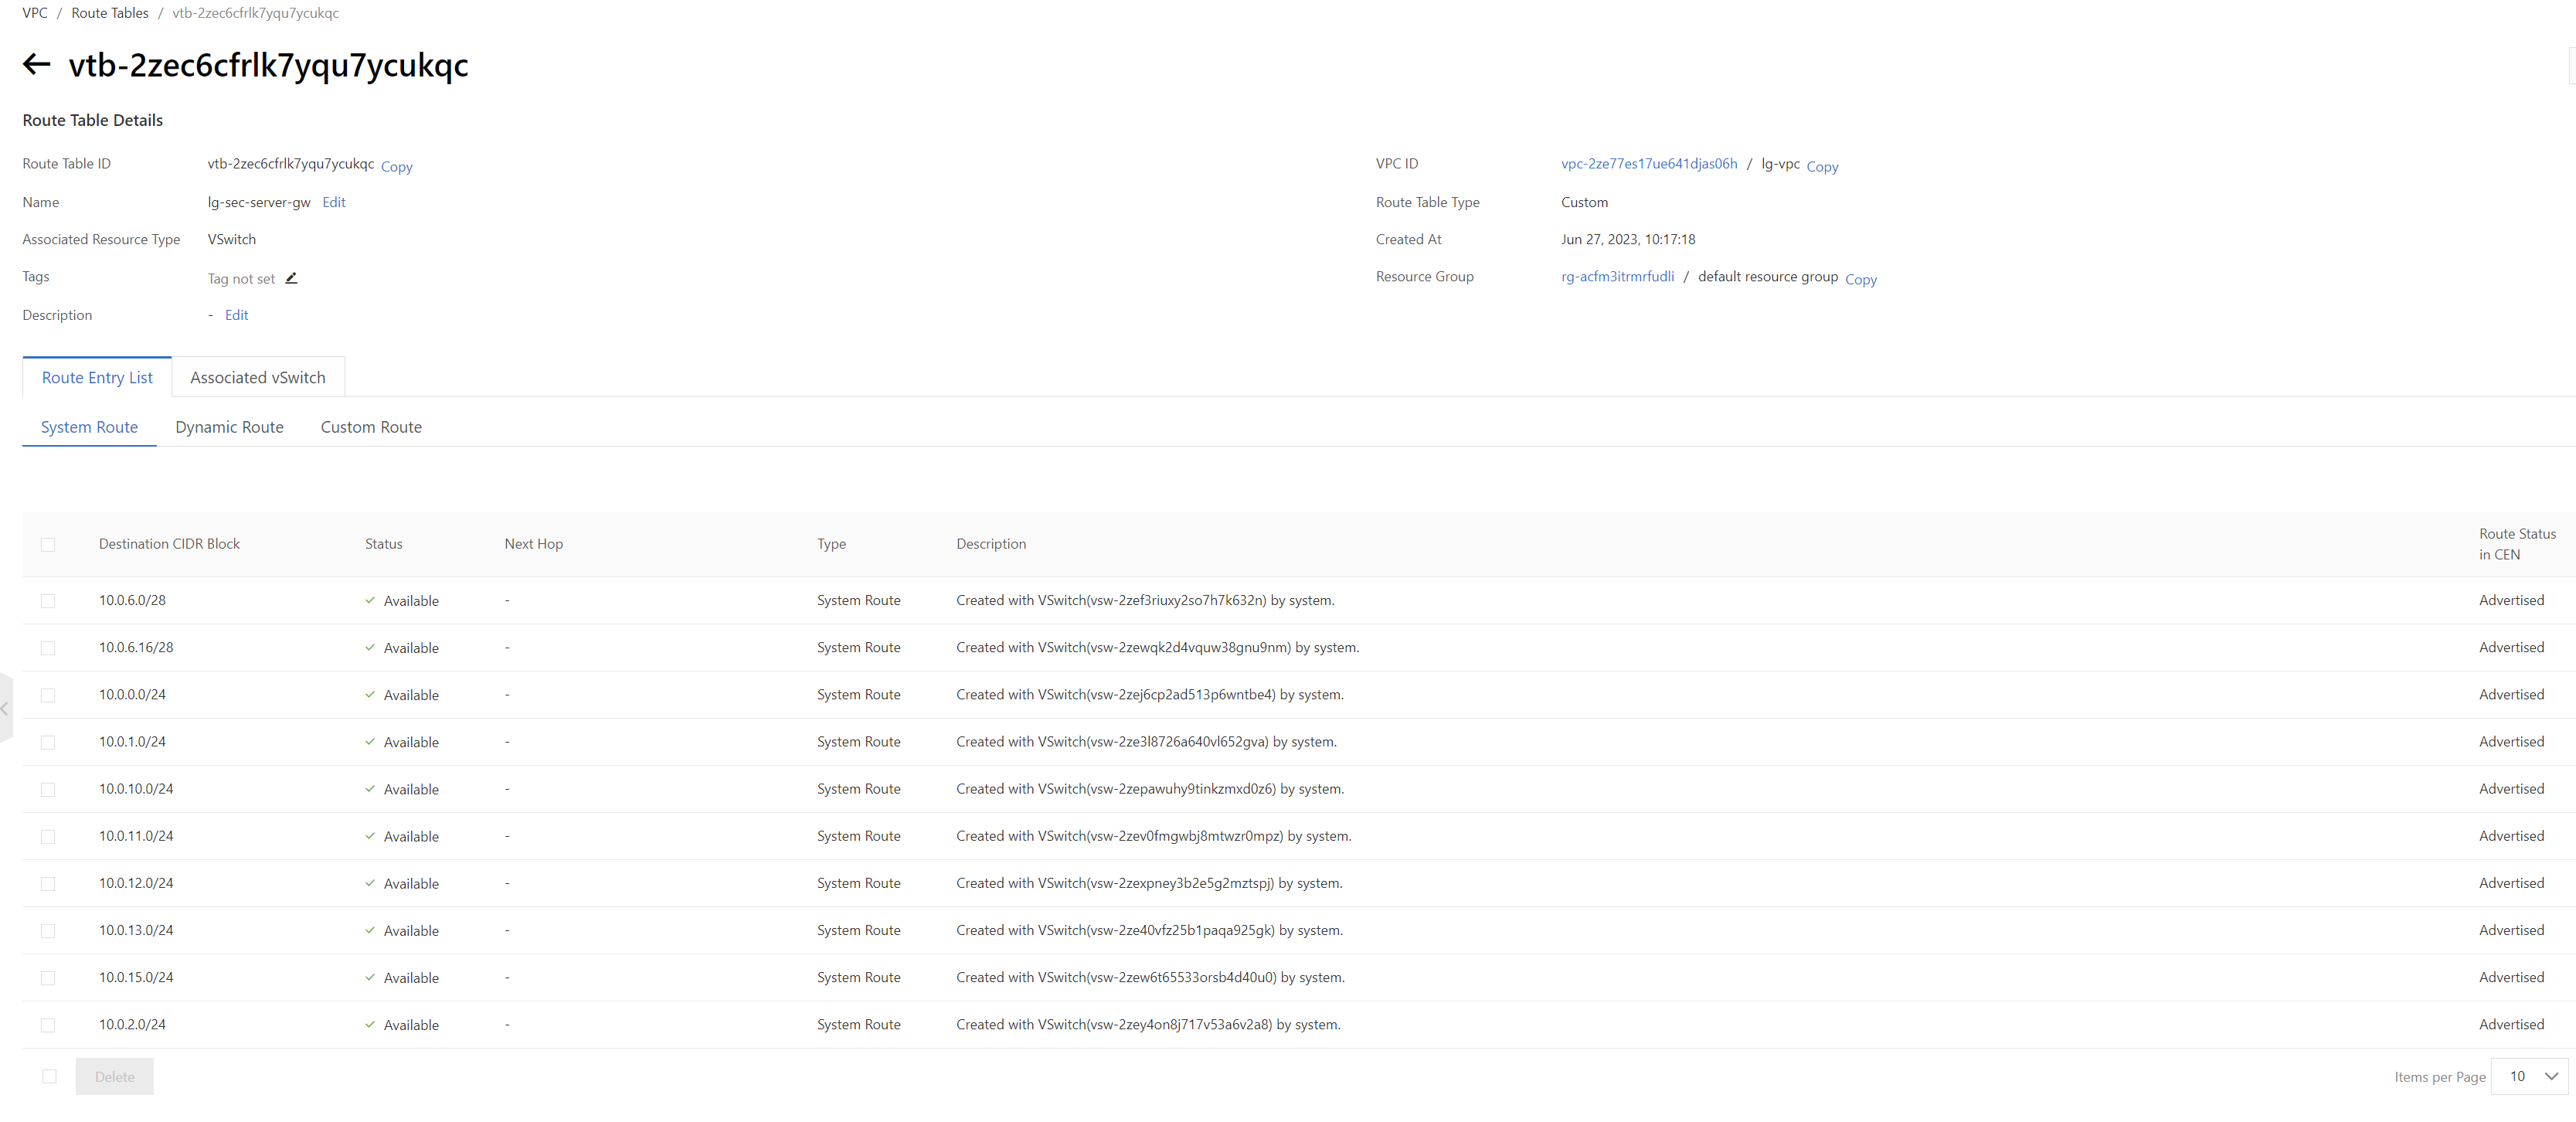 VPC / Route Tables / vtb-2zec6cfrlk7yqu7ycukqc
vtb-2zec6cfrlk7yqu7ycukqc
Route Table Details
Route Table ID vtb-2zec6cfrlk7yqu7ycukqc Copy VPC ID vpc-2ze77es17ue641djas06h / lg-vpc Copy
Name lg-sec-server-gw Edit Route Table Type Custom
Associated Resource Type VSwitch Created At Jun 27, 2023, 10:17:18
Tags Tag not set Resource Group rg-acfm3itrmrfudli / default resource group Copy
Description - Edit
Route Entry List Associated vSwitch
System Route Dynamic Route Custom Route
Destination CIDR Block Status Next Hop Type Description Route Status in CEN
10.0.6.0/28 Available - System Route Created with VSwitch(vsw-2zef3riuxy2so7h7k632n) by system. Advertised
10.0.6.16/28 Available - System Route Created with VSwitch(vsw-2zewqk2d4vquw38gnu9nm) by system. Advertised
10.0.0.0/24 Available - System Route Created with VSwitch(vsw-2zej6cp2ad513p6wntbe4) by system. Advertised
10.0.1.0/24 Available - System Route Created with VSwitch(vsw-2ze3l8726a640vl652gva) by system. Advertised
10.0.10.0/24 Available - System Route Created with VSwitch(vsw-2zepawuhy9tinkzmxd0z6) by system. Advertised
10.0.11.0/24 Available - System Route Created with VSwitch(vsw-2zev0fmgwbj8mtwzr0mpz) by system. Advertised
10.0.12.0/24 Available - System Route Created with VSwitch(vsw-2zexpney3b2e5g2mztspj) by system. Advertised
10.0.13.0/24 Available - System Route Created with VSwitch(vsw-2ze40vfz25b1paqa925gk) by system. Advertised
10.0.15.0/24 Available - System Route Created with VSwitch(vsw-2zew6t65533orsb4d40u0) by system. Advertised
10.0.2.0/24 Available - System Route Created with VSwitch(vsw-2zey4on8j717v53a6v2a8) by system. Advertised
Delete Items per Page 10